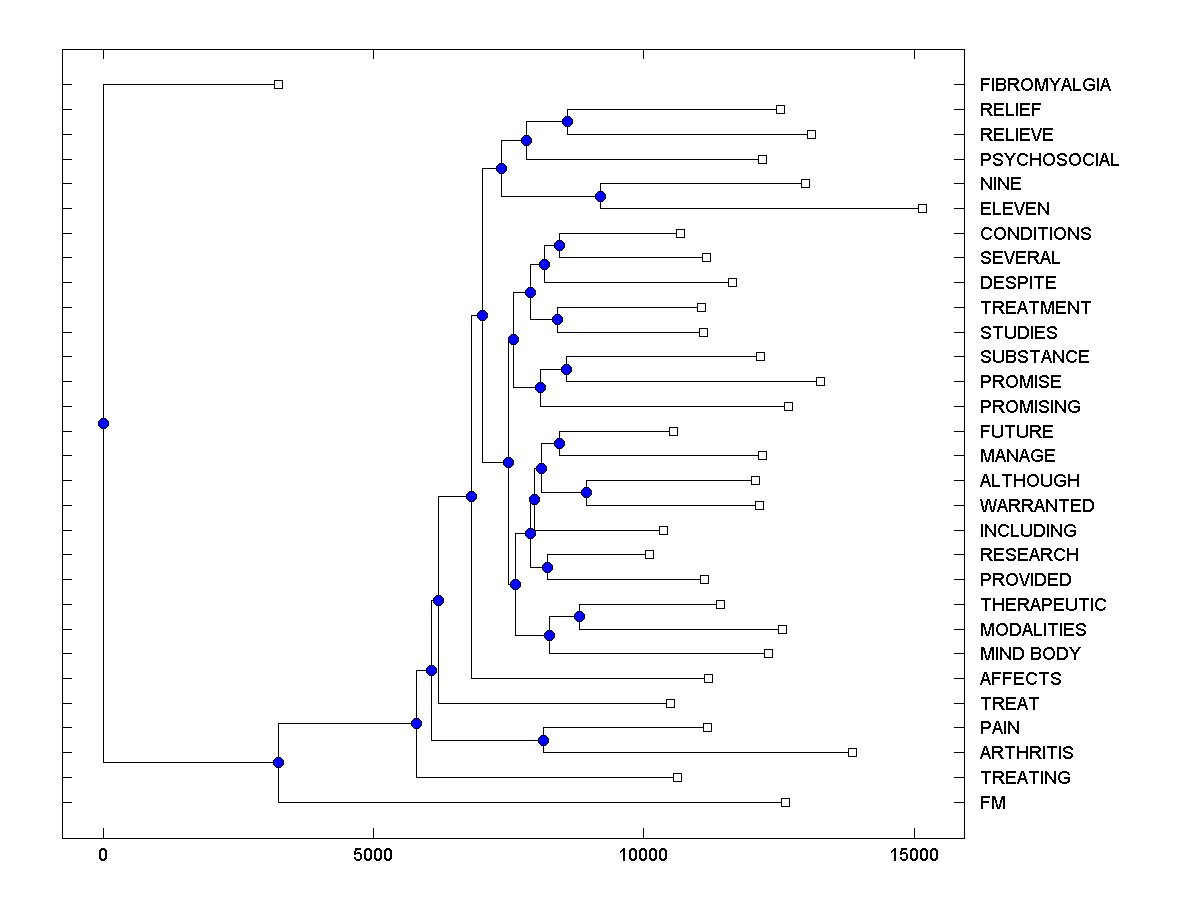 FIBROMYALGIA
RELIEF
RELIEVE
PSYCHOSOCIAL
NINE
ELEVEN
CONDITIONS
SEVERAL
DESPITE
TREATMENT
STUDIES
SUBSTANCE
PROMISE
PROMISING
FUTURE
MANAGE
ALTHOUGH
WARRANTED
INCLUDING
RESEARCH
PROVIDED
THERAPEUTIC
MODALITIES
MIND BODY
AFFECTS
TREAT
PAIN
ARTHRITIS
TREATING
FM
0 5000 10000 15000